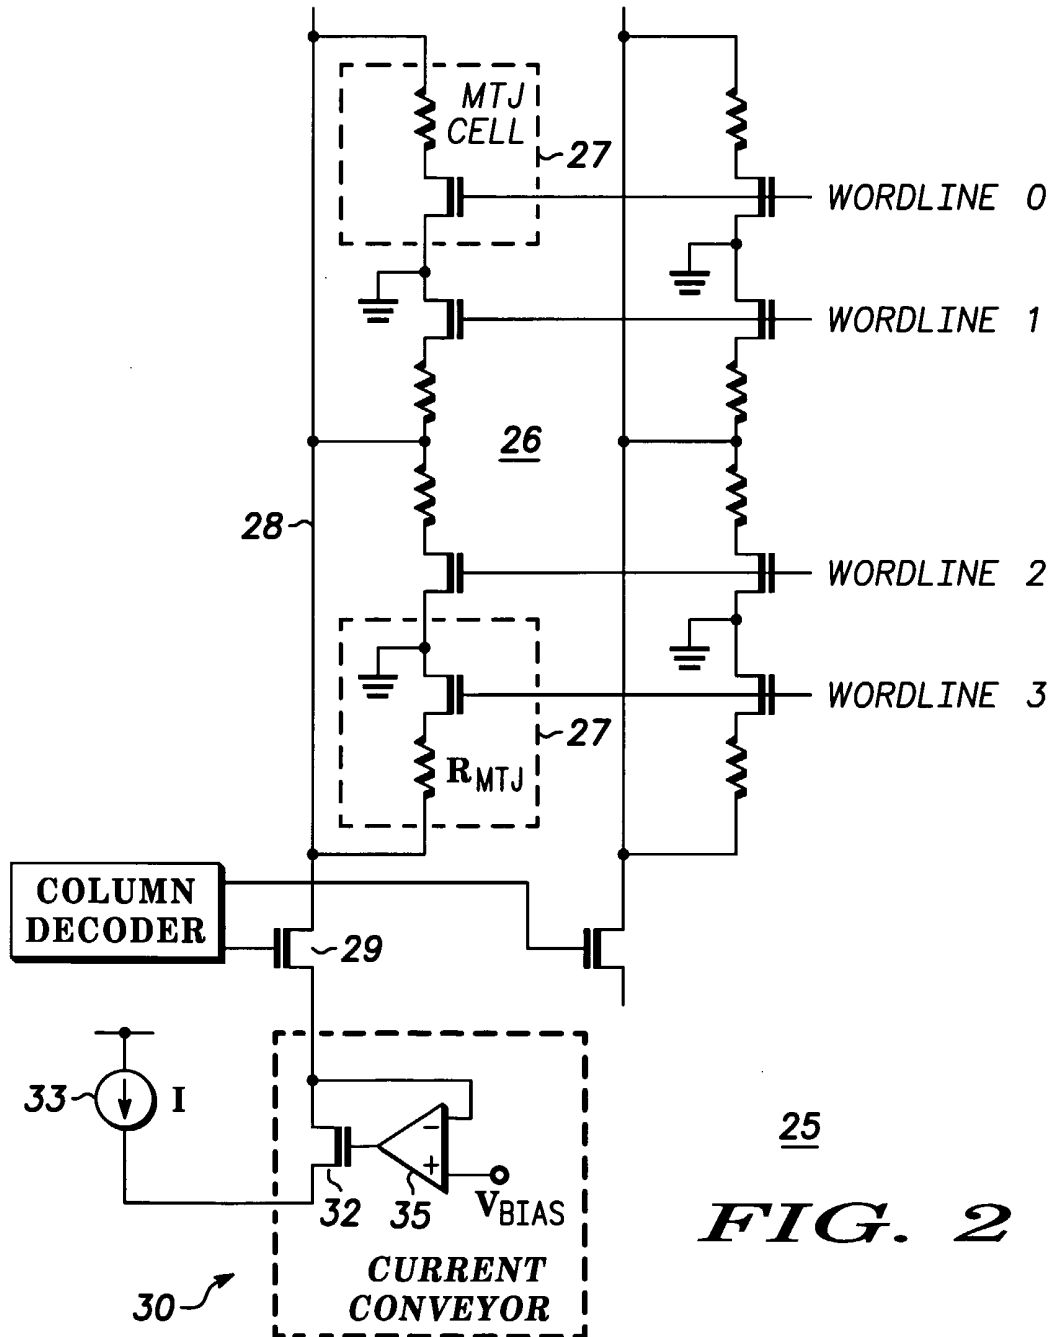 MTJ
CELL
27
WORDLINE 0
WORDLINE 1
26
28
WORDLINE 2
27
WORDLINE 3
RMTJ
COLUMN
DECODER
29
33
I
−
+
32
35
VBIAS
25
FIG. 2
30
CURRENT
CONVEYOR